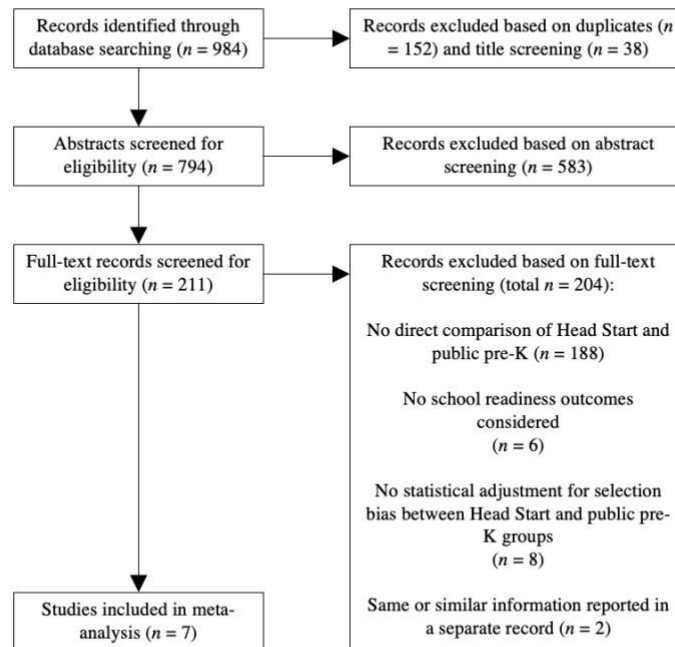 Records identified through
database searching (n = 984)
Records excluded based on duplicates (n
= 152) and title screening (n = 38)
Abstracts screened for
eligibility (n = 794)
Records excluded based on abstract
screening (n = 583)
Full-text records screened for
eligibility (n = 211)
Records excluded based on full-text
screening (total n = 204):
No direct comparison of Head Start and
public pre-K (n = 188)
No school readiness outcomes
considered
(n = 6)
No statistical adjustment for selection
bias between Head Start and public pre-
K groups
(n = 8)
Same or similar information reported in
a separate record (n = 2)
Studies included in meta-
analysis (n = 7)